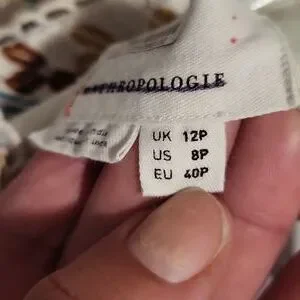 ANTHROPOLOGIE
UK 12P
US 8P
EU 40P